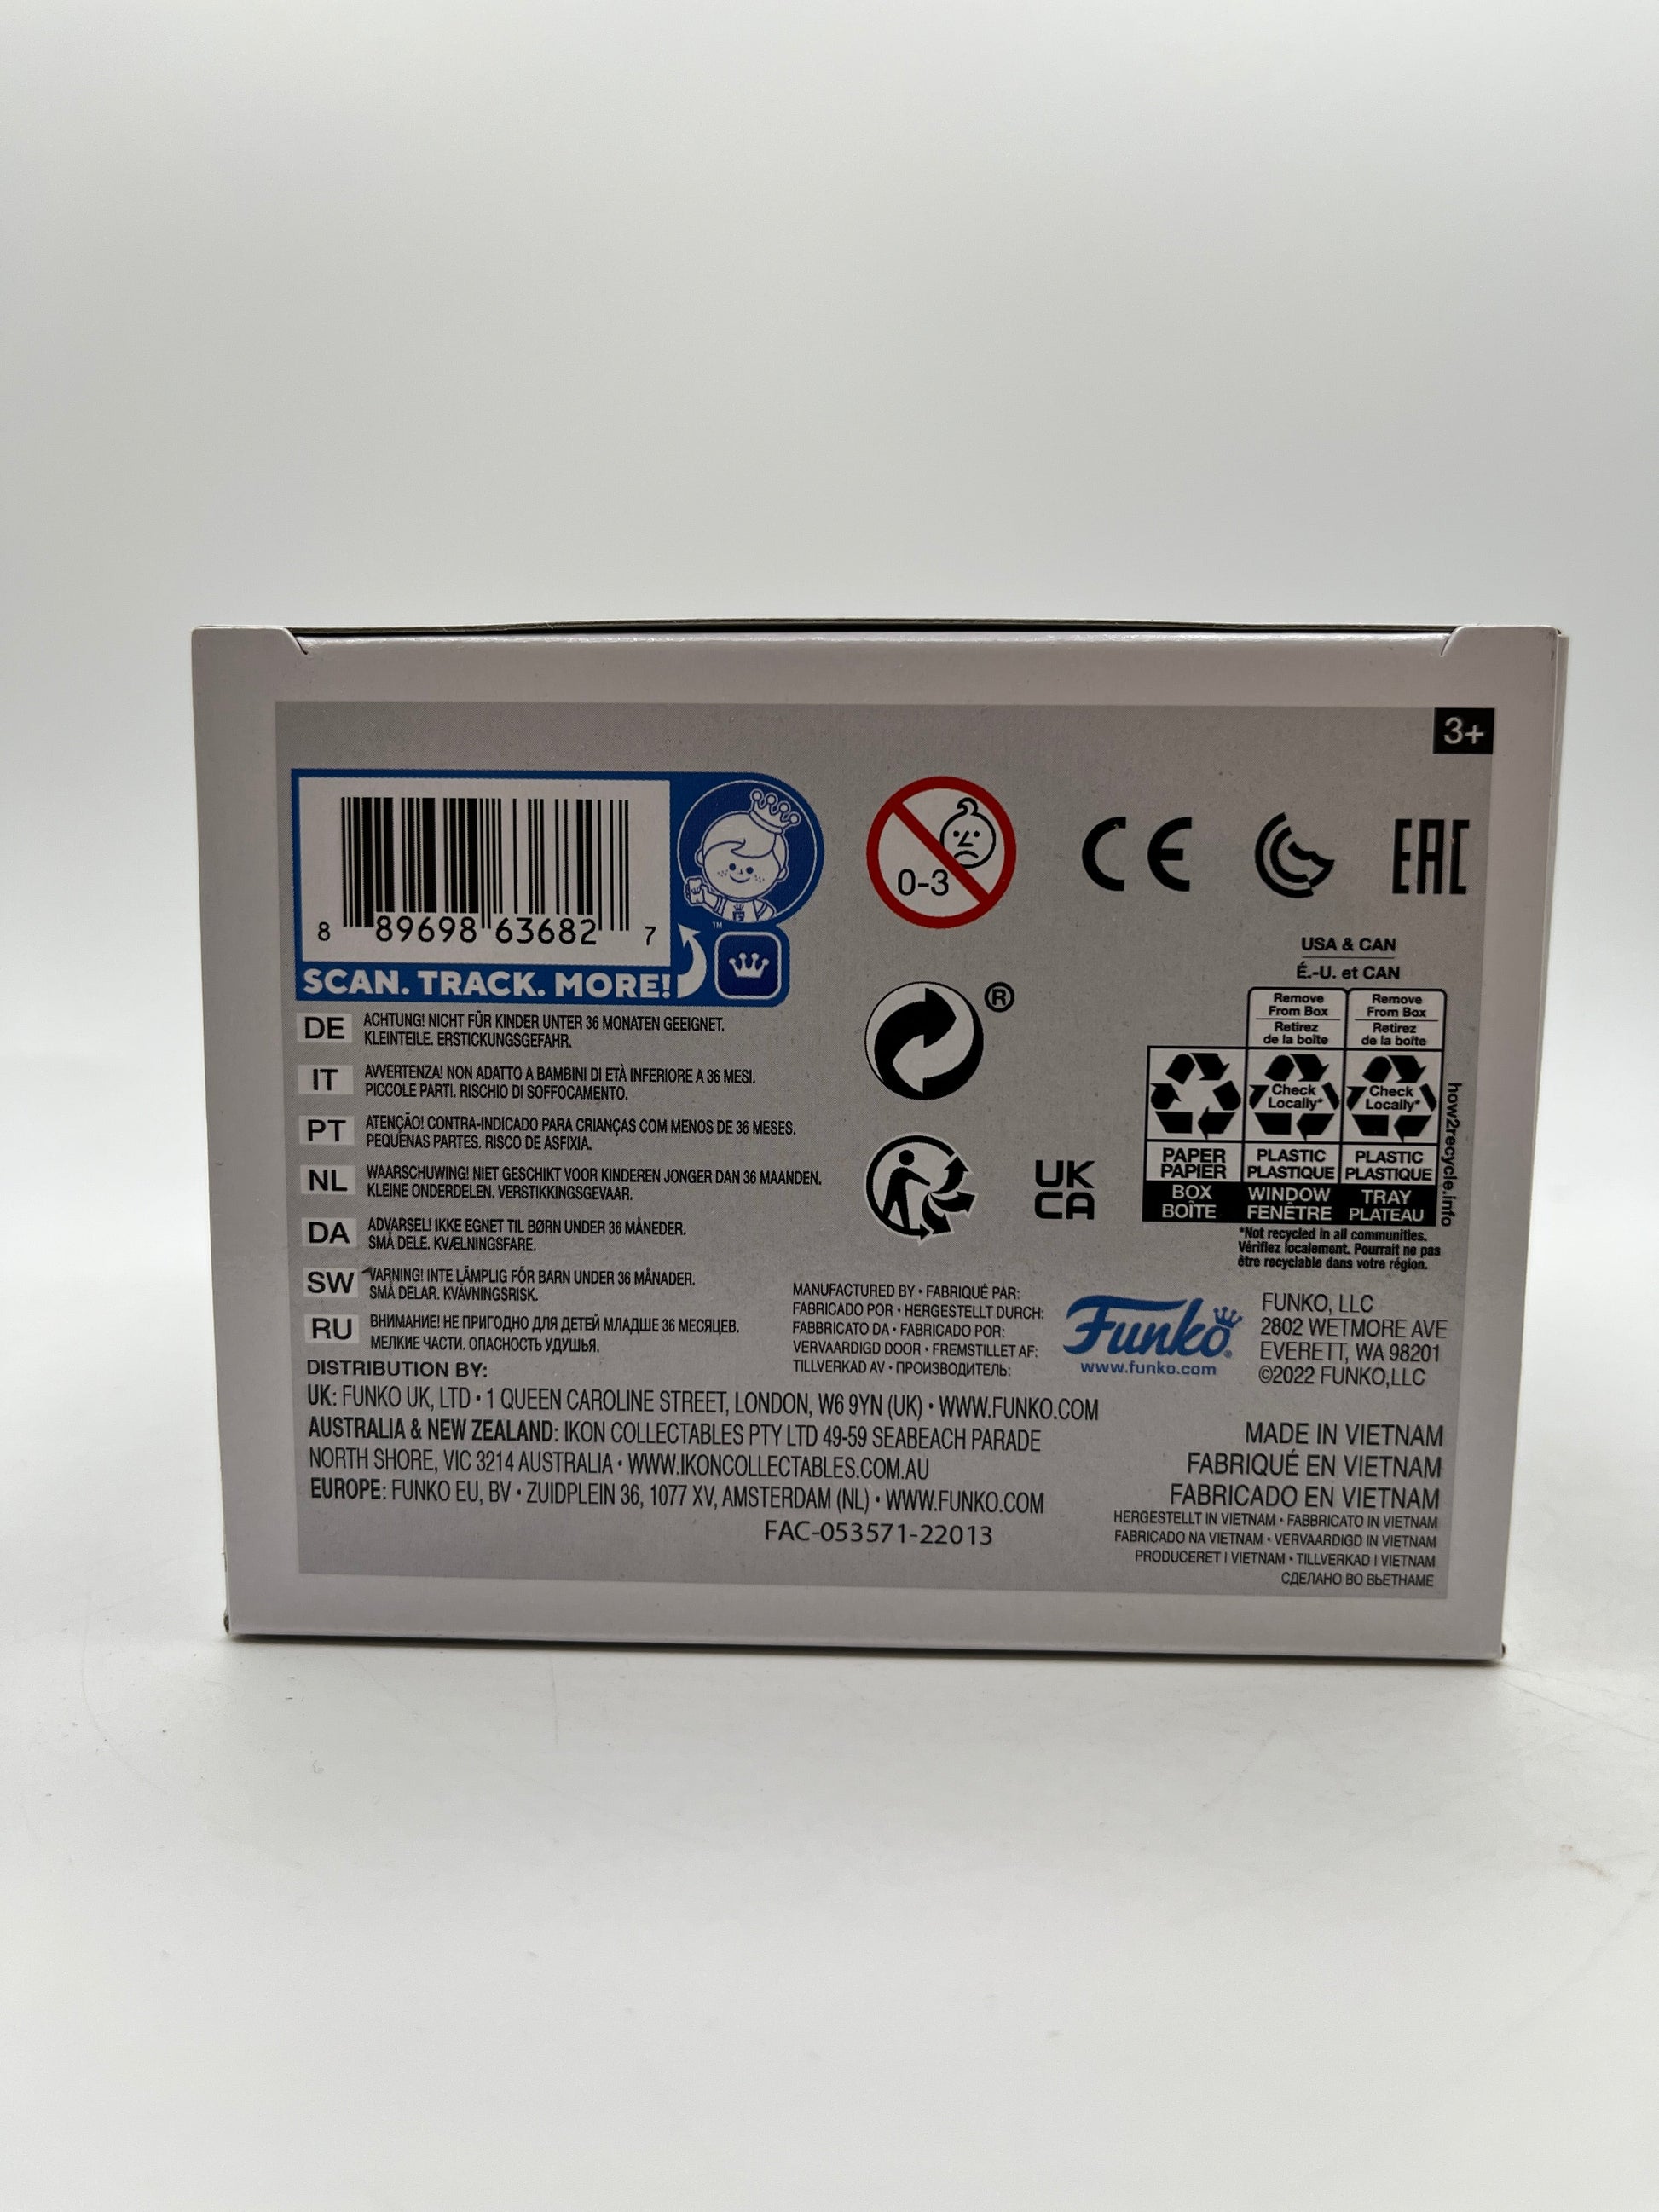 3+
8 89698 63682 7
™
SCAN. TRACK. MORE!
0-3
CE
EAC
USA & CAN
É.-U. et CAN
Remove From Box
Retirez de la boîte
Remove From Box
Retirez de la boîte
®
Check Locally*
Check Locally*
PAPER PAPIER
PLASTIC PLASTIQUE
PLASTIC PLASTIQUE
BOX BOÎTE
WINDOW FENÊTRE
TRAY PLATEAU
how2recycle.info
*Not recycled in all communities.
Vérifiez localement. Pourrait ne pas
être recyclable dans votre région.
UK
CA
DE ACHTUNG! NICHT FÜR KINDER UNTER 36 MONATEN GEEIGNET.
KLEINTEILE. ERSTICKUNGSGEFAHR.
IT AVVERTENZA! NON ADATTO A BAMBINI DI ETÀ INFERIORE A 36 MESI.
PICCOLE PARTI. RISCHIO DI SOFFOCAMENTO.
PT ATENÇÃO! CONTRA-INDICADO PARA CRIANÇAS COM MENOS DE 36 MESES.
PEQUENAS PARTES. RISCO DE ASFIXIA.
NL WAARSCHUWING! NIET GESCHIKT VOOR KINDEREN JONGER DAN 36 MAANDEN.
KLEINE ONDERDELEN. VERSTIKKINGSGEVAAR.
DA ADVARSEL! IKKE EGNET TIL BØRN UNDER 36 MÅNEDER.
SMÅ DELE. KVÆLNINGSFARE.
SW VARNING! INTE LÄMPLIG FÖR BARN UNDER 36 MÅNADER.
SMÅ DELAR. KVÄVNINGSRISK.
RU ВНИМАНИЕ! НЕ ПРИГОДНО ДЛЯ ДЕТЕЙ МЛАДШЕ 36 МЕСЯЦЕВ.
МЕЛКИЕ ЧАСТИ. ОПАСНОСТЬ УДУШЬЯ.
MANUFACTURED BY • FABRIQUÉ PAR:
FABRICADO POR • HERGESTELLT DURCH:
FABBRICATO DA • FABRICADO POR:
VERVAARDIGD DOOR • FREMSTILLET AF:
TILLVERKAD AV • ПРОИЗВОДИТЕЛЬ:
Funko®
www.funko.com
FUNKO, LLC
2802 WETMORE AVE
EVERETT, WA 98201
©2022 FUNKO,LLC
DISTRIBUTION BY:
UK: FUNKO UK, LTD • 1 QUEEN CAROLINE STREET, LONDON, W6 9YN (UK) • WWW.FUNKO.COM
AUSTRALIA & NEW ZEALAND: IKON COLLECTABLES PTY LTD 49-59 SEABEACH PARADE
NORTH SHORE, VIC 3214 AUSTRALIA • WWW.IKONCOLLECTABLES.COM.AU
EUROPE: FUNKO EU, BV • ZUIDPLEIN 36, 1077 XV, AMSTERDAM (NL) • WWW.FUNKO.COM
FAC-053571-22013
MADE IN VIETNAM
FABRIQUÉ EN VIETNAM
FABRICADO EN VIETNAM
HERGESTELLT IN VIETNAM • FABBRICATO IN VIETNAM
FABRICADO NA VIETNAM • VERVAARDIGD IN VIETNAM
PRODUCERET I VIETNAM • TILLVERKAD I VIETNAM
СДЕЛАНО ВО ВЬЕТНАМЕ